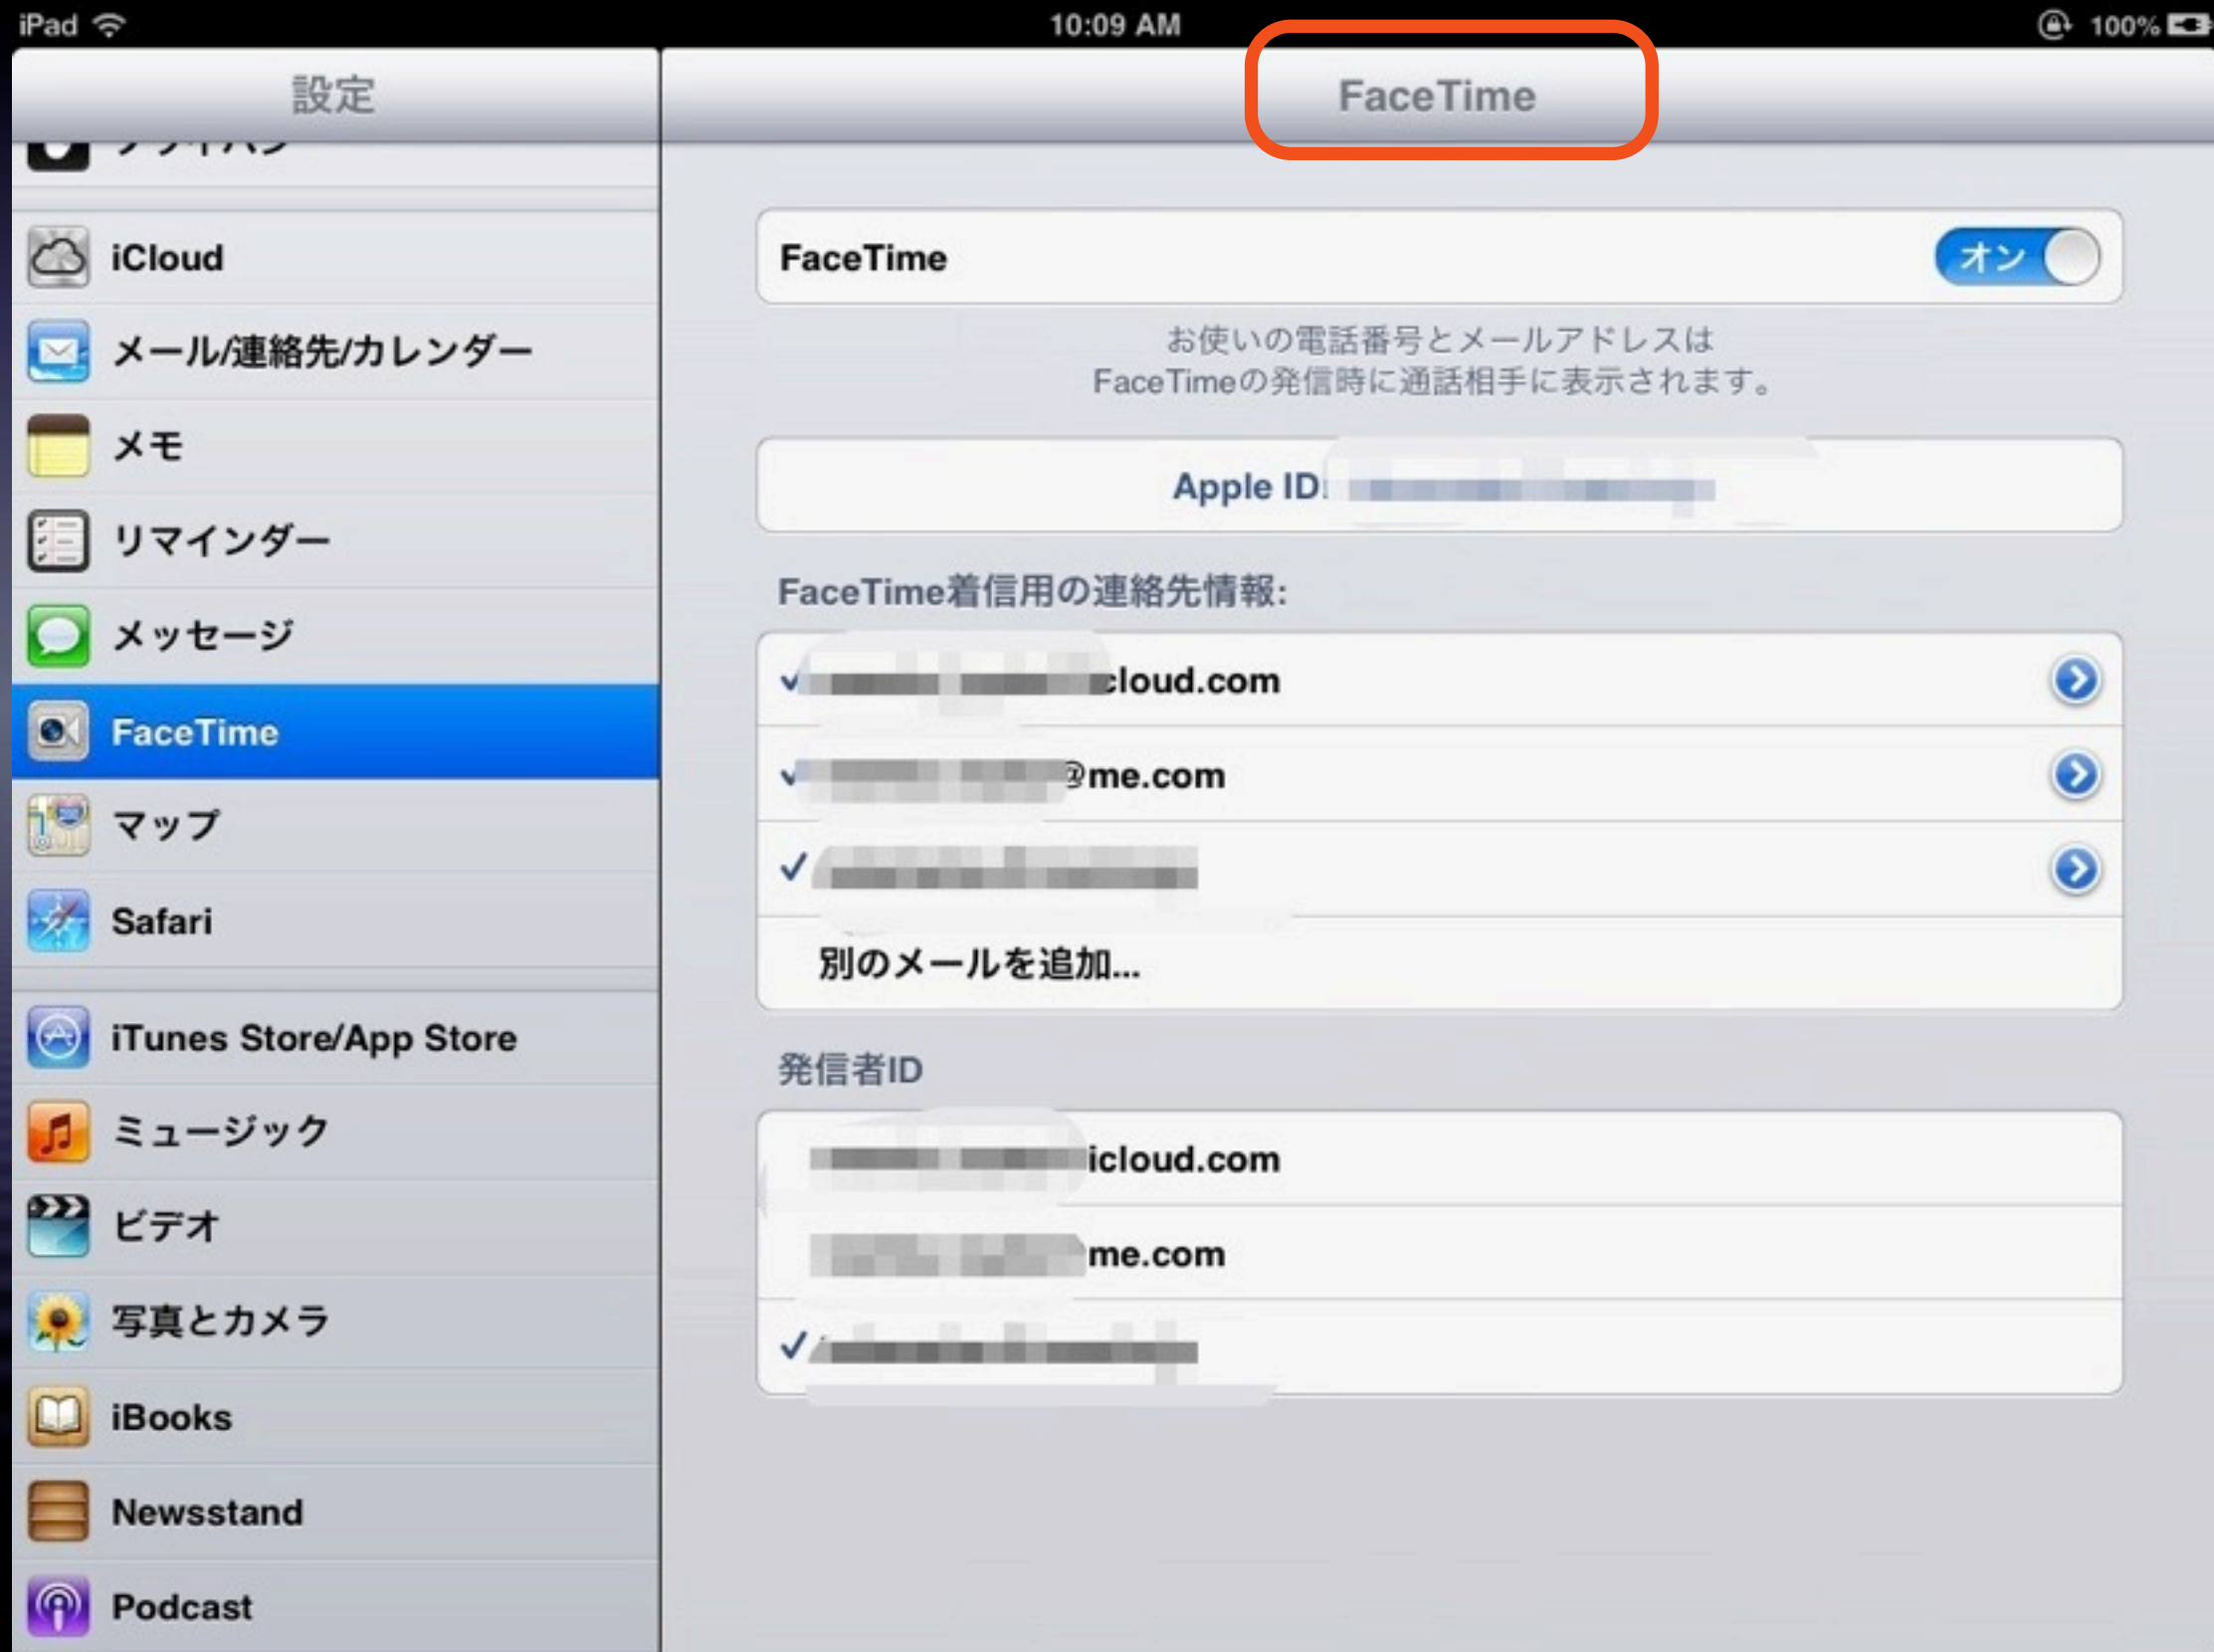 iPad
10:09 AM
100%
設定
FaceTime
iCloud
メール/連絡先/カレンダー
メモ
リマインダー
メッセージ
FaceTime
マップ
Safari
iTunes Store/App Store
ミュージック
ビデオ
写真とカメラ
iBooks
Newsstand
Podcast
FaceTime
オン
お使いの電話番号とメールアドレスは
FaceTimeの発信時に通話相手に表示されます。
Apple ID:
FaceTime着信用の連絡先情報:
cloud.com
@me.com
別のメールを追加...
発信者ID
icloud.com
me.com